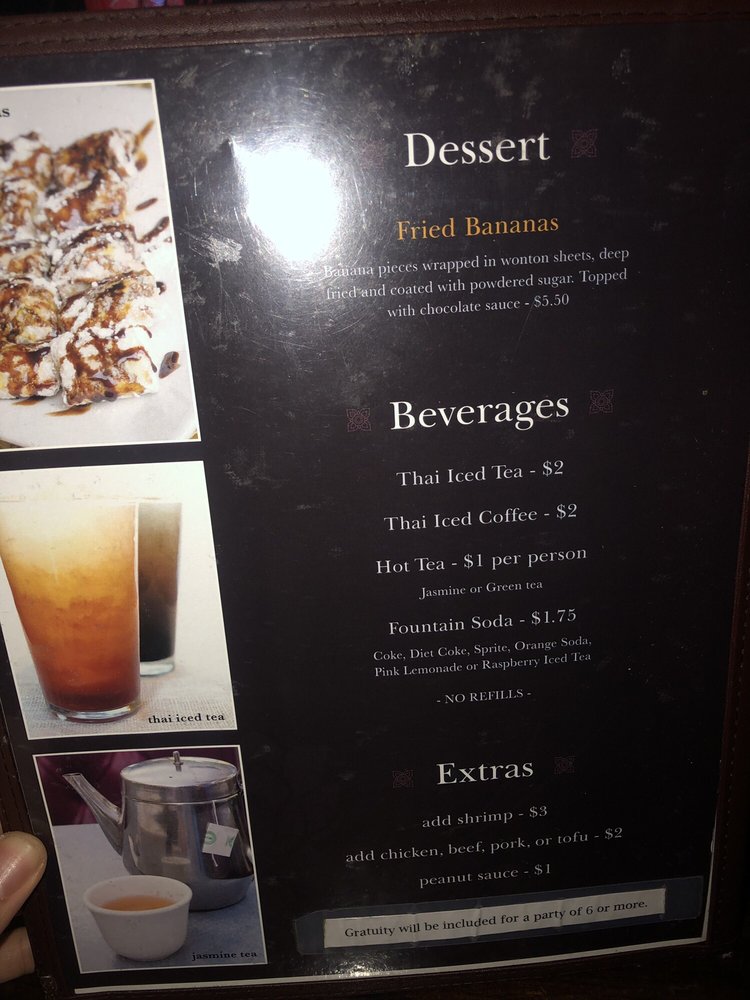 Dessert
Fried Bananas
Banana pieces wrapped in wonton sheets, deep
fried and coated with powdered sugar. Topped
with chocolate sauce - $5.50
Beverages
Thai Iced Tea - $2
Thai Iced Coffee - $2
Hot Tea - $1 per person
Jasmine or Green tea
Fountain Soda - $1.75
Coke, Diet Coke, Sprite, Orange Soda,
Pink Lemonade or Raspberry Iced Tea
- NO REFILLS -
thai iced tea
Extras
add shrimp - $3
add chicken, beef, pork, or tofu - $2
peanut sauce - $1
Gratuity will be included for a party of 6 or more.
jasmine tea